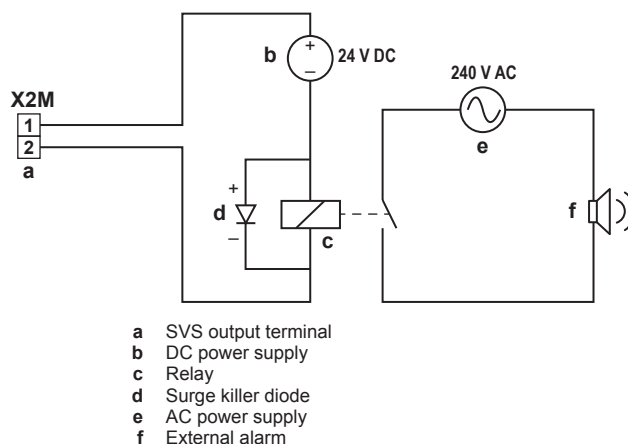 b
+
–
24 V DC
240 V AC
e
X2M
1
2
a
+
d
–
c
f
a SVS output terminal
b DC power supply
c Relay
d Surge killer diode
e AC power supply
f External alarm